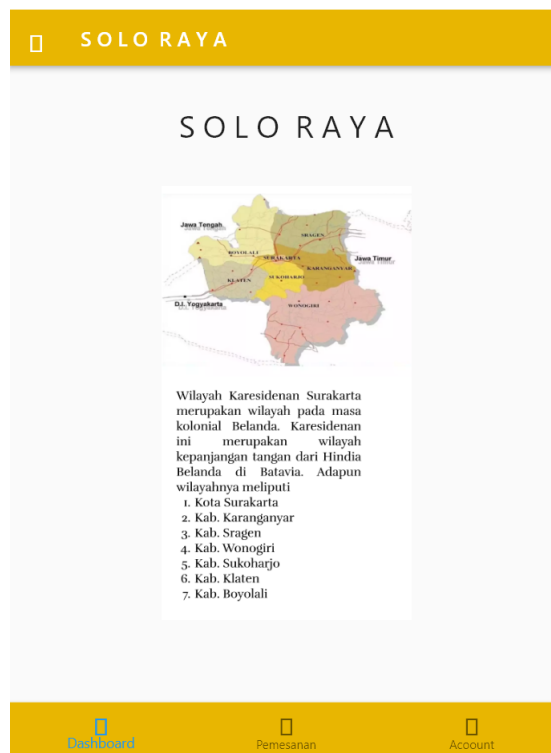 SOLO RAYA
SOLO RAYA
Jawa Tengah
SRAGEN
BOYOLALI
SURAKARTA
Jawa Timur
KARANGANYAR
KLATEN
SUKOHARJO
D.I. Yogyakarta
WONOGIRI
Wilayah Karesidenan Surakarta
merupakan wilayah pada masa
kolonial Belanda. Karesidenan
ini merupakan wilayah
kepanjangan tangan dari Hindia
Belanda di Batavia. Adapun
wilayahnya meliputi
1. Kota Surakarta
2. Kab. Karanganyar
3. Kab. Sragen
4. Kab. Wonogiri
5. Kab. Sukoharjo
6. Kab. Klaten
7. Kab. Boyolali
Dashboard
Pemesanan
Acoount